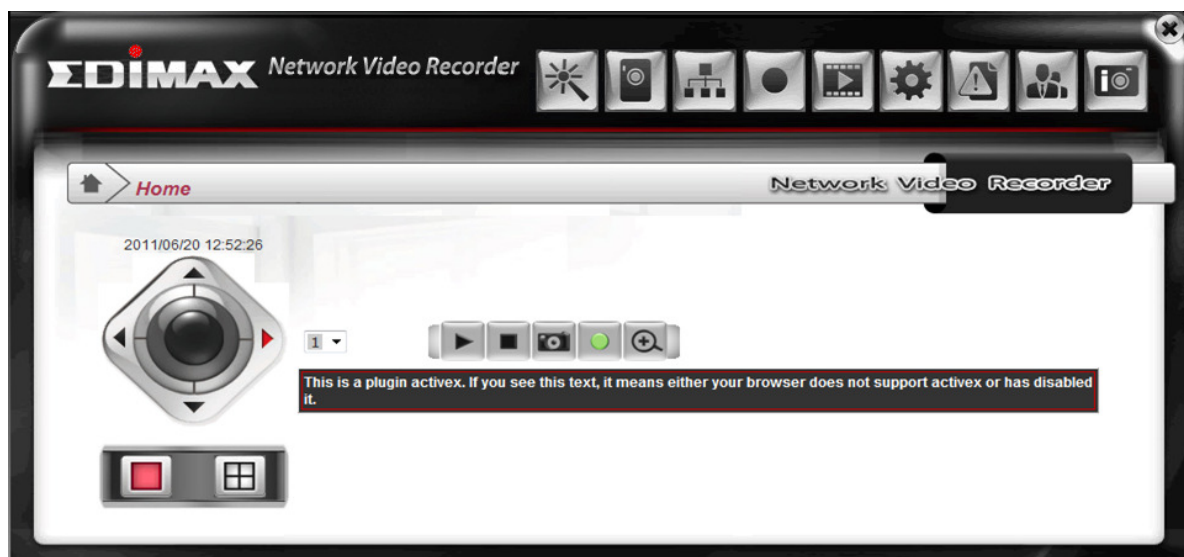 EDIMAX Network Video Recorder
Home
Network Video Recorder
2011/06/20 12:52:26
1
This is a plugin activex. If you see this text, it means either your browser does not support activex or has disabled
it.